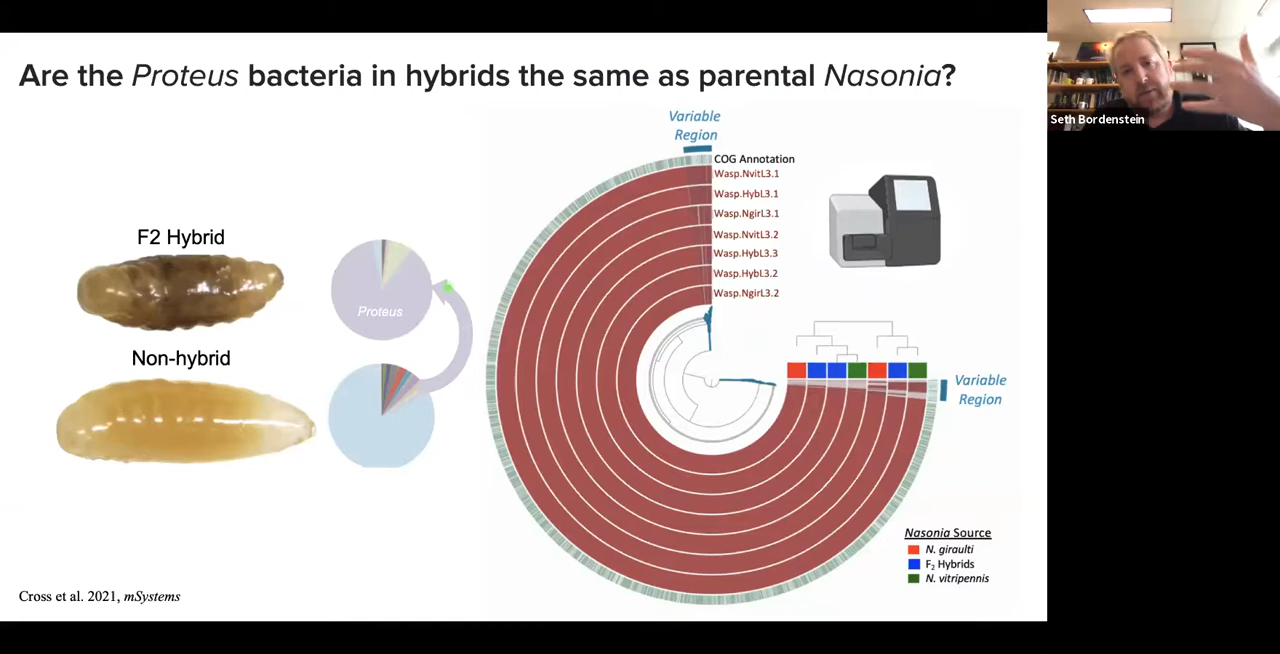 Are the Proteus bacteria in hybrids the same as parental Nasonia?
Seth Bordenstein
Variable
Region
COG Annotation
Wasp.NvitL3.1
Wasp.HybL3.1
Wasp.NgirL3.1
Wasp.NvitL3.2
Wasp.HybL3.3
Wasp.HybL3.2
Wasp.NgirL3.2
F2 Hybrid
Proteus
Non-hybrid
Variable
Region
Nasonia Source
N. giraulti
F₂ Hybrids
N. vitripennis
Cross et al. 2021, mSystems